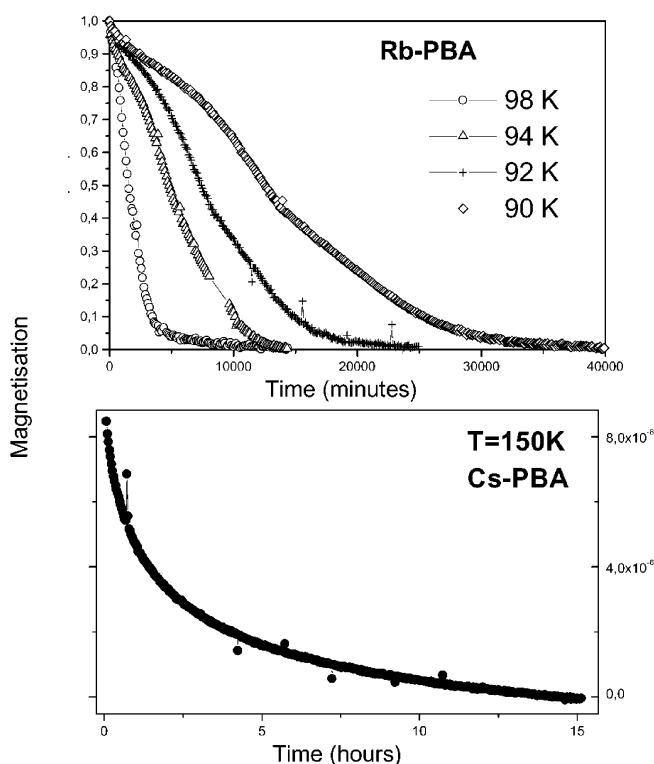 1,0
0,9
0,8
0,7
0,6
0,5
0,4
0,3
0,2
0,1
0,0
Rb-PBA
98 K
94 K
92 K
90 K
0 10000 20000 30000 40000
Time (minutes)
Magnetisation
T=150K
Cs-PBA
8,0x10⁻⁶
4,0x10⁻⁶
0,0
0 5 10 15
Time (hours)